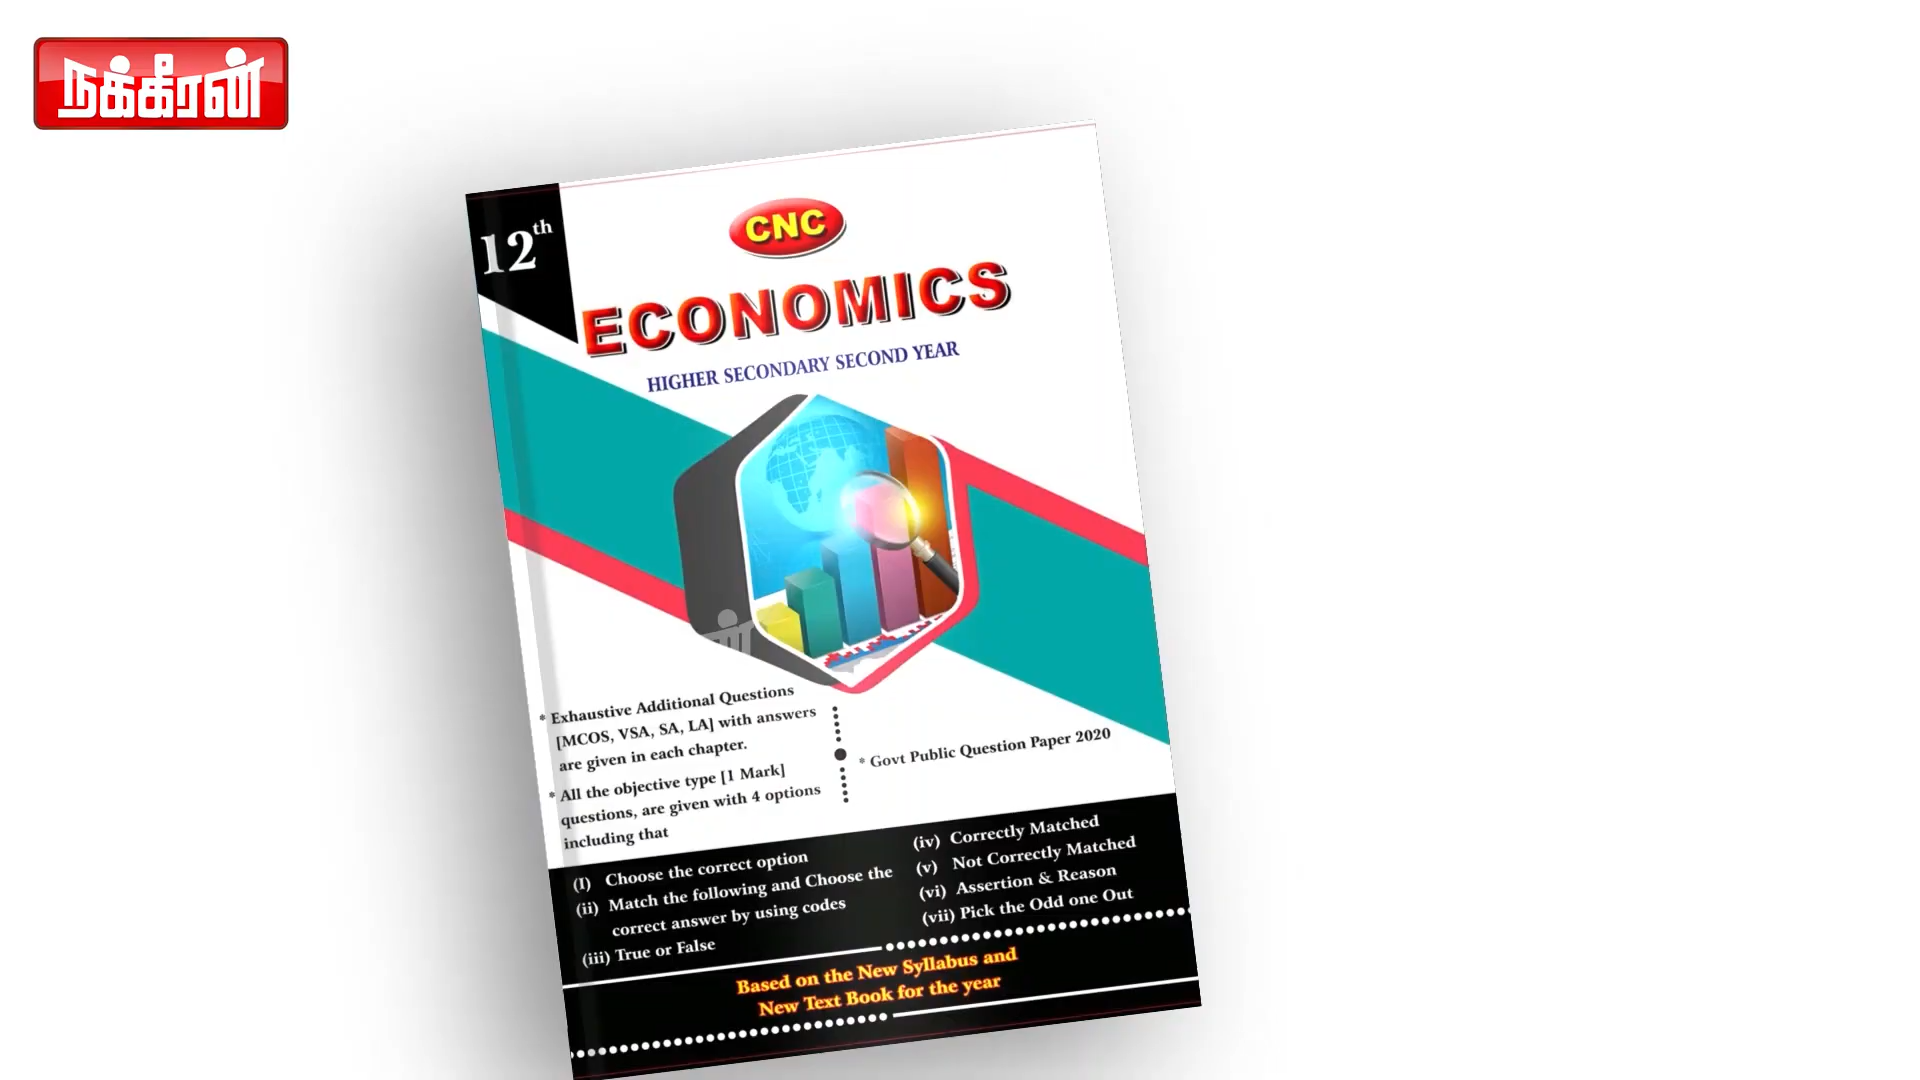 நக்கீரன்
12th
CNC
ECONOMICS
HIGHER SECONDARY SECOND YEAR
* Exhaustive Additional Questions
[MCOS, VSA, SA, LA] with answers
are given in each chapter.
* All the objective type [1 Mark]
questions, are given with 4 options
including that
* Govt Public Question Paper 2020
(I) Choose the correct option
(ii) Match the following and Choose the
correct answer by using codes
(iii) True or False
(iv) Correctly Matched
(v) Not Correctly Matched
(vi) Assertion & Reason
(vii) Pick the Odd one Out
Based on the New Syllabus and
New Text Book for the year